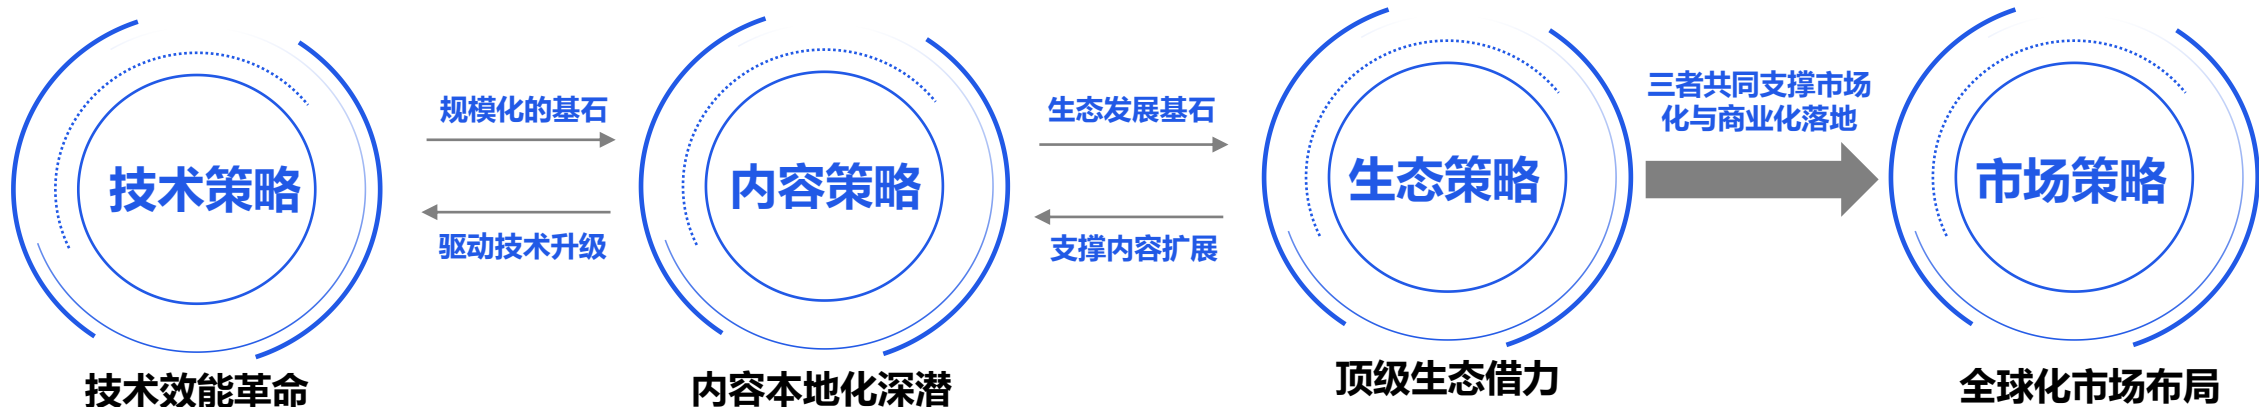 技术策略
规模化的基石
驱动技术升级
内容策略
生态发展基石
支撑内容扩展
生态策略
三者共同支撑市场
化与商业化落地
市场策略
技术效能革命
内容本地化深潜
顶级生态借力
全球化市场布局